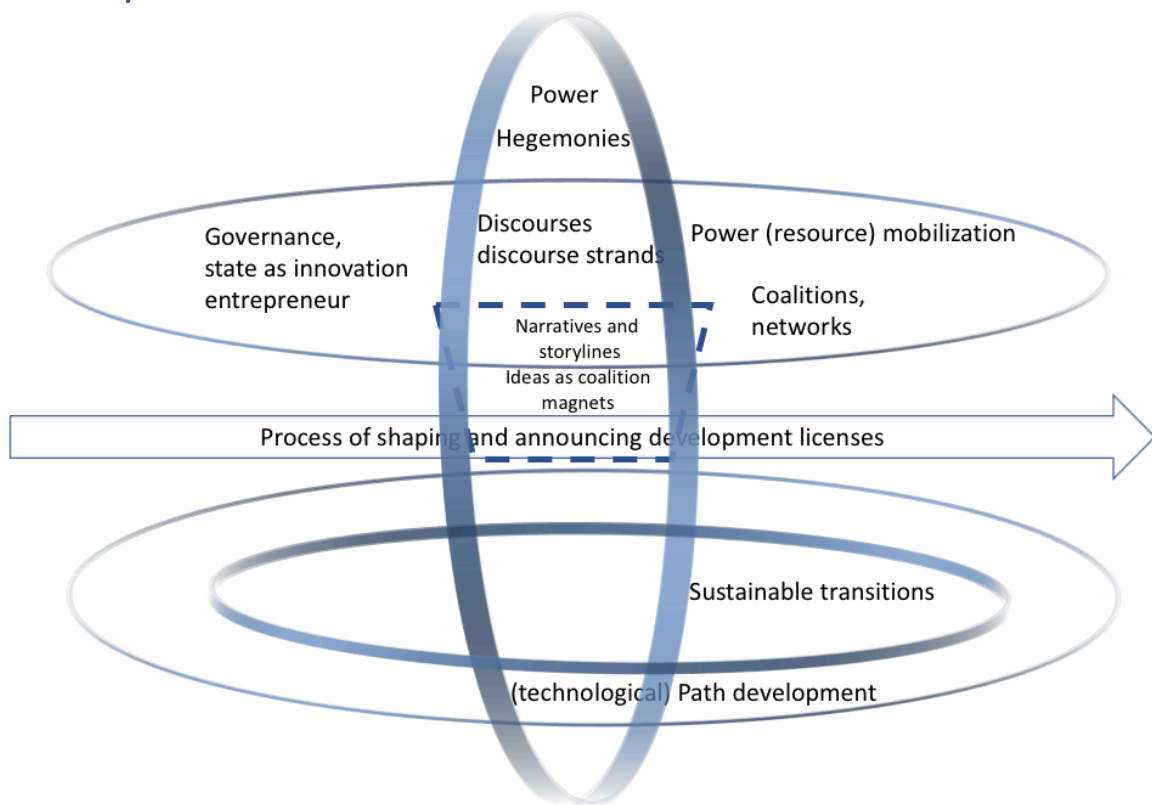 Power
Hegemonies
Governance,
state as innovation
entrepreneur
Discourses
discourse strands
Power (resource) mobilization
Coalitions,
networks
Narratives and
storylines
Ideas as coalition
magnets
Process of shaping and announcing development licenses
Sustainable transitions
(technological) Path development